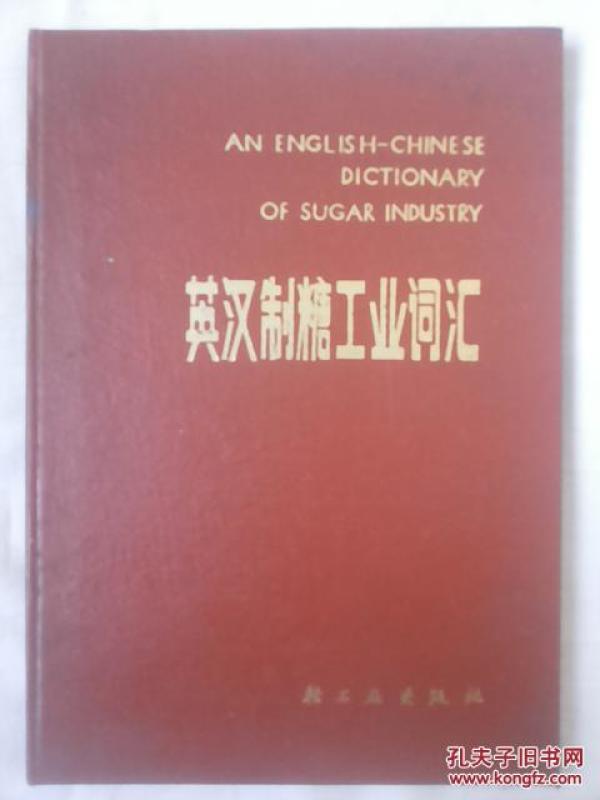 AN ENGLISH-CHINESE
DICTIONARY
OF SUGAR INDUSTRY
英汉制糖工业词汇
轻工业出版社
孔夫子旧书网
www.kongfz.com